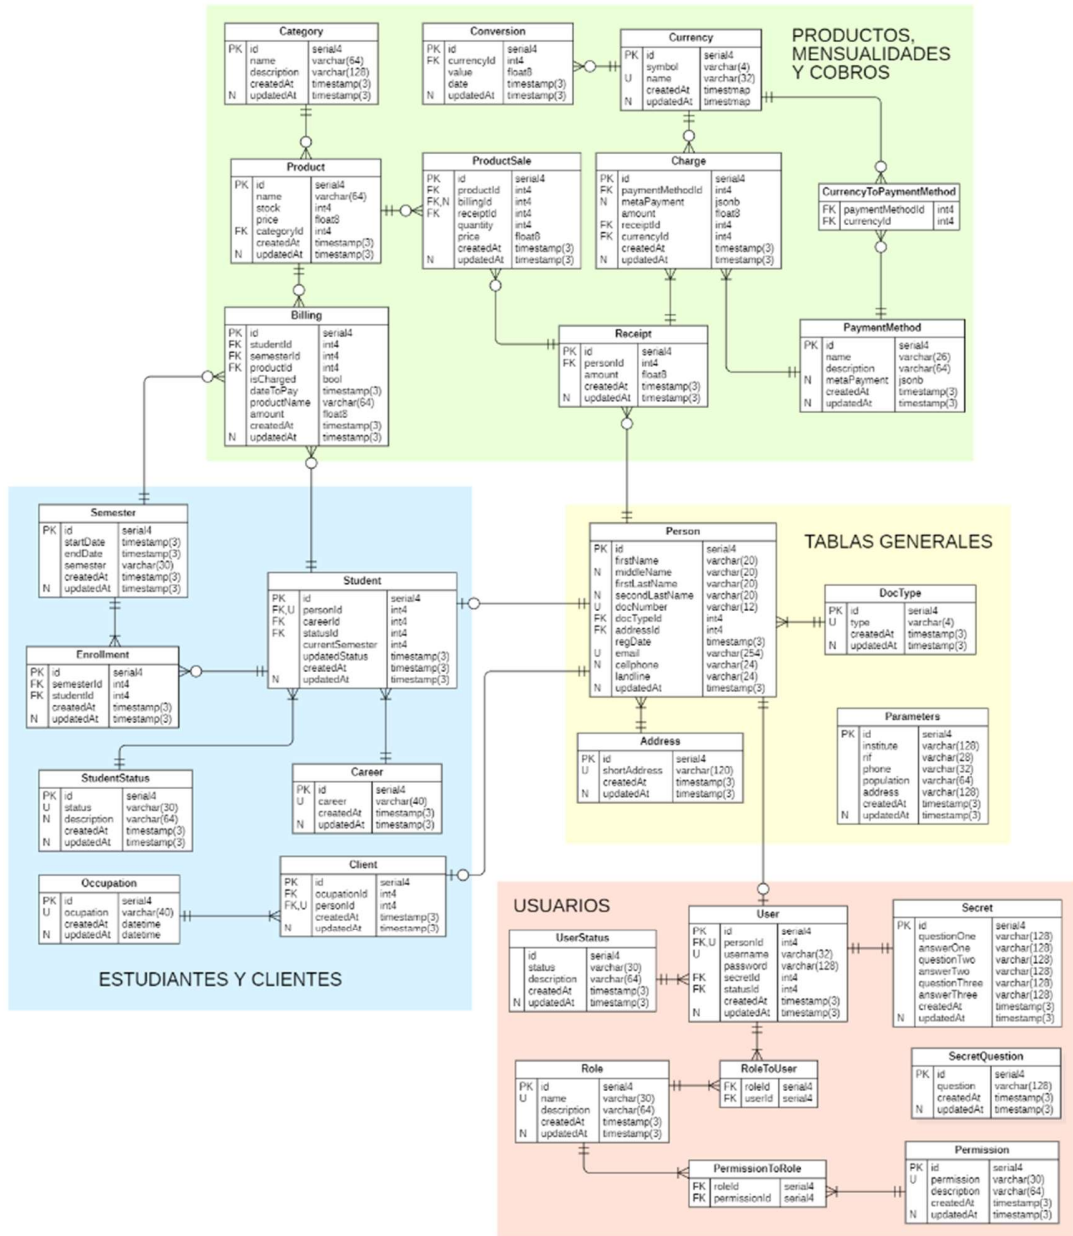 PRODUCTOS,
MENSUALIDADES
Y COBROS
Category
PK id serial4
name varchar(64)
description varchar(128)
createdAt timestamp(3)
N updatedAt timestamp(3)
Conversion
PK id serial4
FK currencyId int4
value float8
date timestamp(3)
N updatedAt timestamp(3)
Currency
PK id serial4
symbol varchar(4)
U name varchar(32)
createdAt timestmap
N updatedAt timestmap
Product
PK id serial4
name varchar(64)
stock int4
price float8
FK categoryId int4
createdAt timestamp(3)
N updatedAt timestamp(3)
ProductSale
PK id serial4
FK productId int4
FK,N billingId int4
FK receiptId int4
quantity int4
price float8
createdAt timestamp(3)
N updatedAt timestamp(3)
Charge
PK id serial4
FK paymentMethodId int4
N metaPayment jsonb
amount float8
FK receiptId int4
FK currencyId int4
createdAt timestamp(3)
N updatedAt timestamp(3)
CurrencyToPaymentMethod
FK paymentMethodId int4
FK currencyId int4
Billing
PK id serial4
FK studentId int4
FK semesterId int4
FK productId int4
isCharged bool
dateToPay timestamp(3)
productName varchar(64)
amount float8
createdAt timestamp(3)
N updatedAt timestamp(3)
Receipt
PK id serial4
FK personId int4
amount float8
createdAt timestamp(3)
N updatedAt timestamp(3)
PaymentMethod
PK id serial4
name varchar(26)
description varchar(64)
N metaPayment jsonb
createdAt timestamp(3)
N updatedAt timestamp(3)
Semester
PK id serial4
startDate timestamp(3)
endDate timestamp(3)
semester varchar(30)
createdAt timestamp(3)
N updatedAt timestamp(3)
Student
PK id serial4
FK,U personId int4
FK careerId int4
FK statusId int4
currentSemester int4
updatedStatus timestamp(3)
createdAt timestamp(3)
N updatedAt timestamp(3)
Enrollment
PK id serial4
FK semesterId int4
FK studentId int4
createdAt timestamp(3)
N updatedAt timestamp(3)
StudentStatus
PK id serial4
U status varchar(30)
N description varchar(64)
createdAt timestamp(3)
N updatedAt timestamp(3)
Career
PK id serial4
U career varchar(40)
createdAt timestamp(3)
N updatedAt timestamp(3)
Client
PK id serial4
FK ocupationId int4
FK,U personId int4
createdAt timestamp(3)
N updatedAt timestamp(3)
Occupation
PK id serial4
U ocupation varchar(40)
createdAt datetime
N updatedAt datetime
ESTUDIANTES Y CLIENTES
TABLAS GENERALES
Person
PK id serial4
firstName varchar(20)
N middleName varchar(20)
firstLastName varchar(20)
N secondLastName varchar(20)
U docNumber varchar(12)
FK docTypeId int4
FK addressId int4
regDate timestamp(3)
U email varchar(254)
N cellphone varchar(24)
landline varchar(24)
N updatedAt timestamp(3)
DocType
PK id serial4
U type varchar(4)
createdAt timestamp(3)
N updatedAt timestamp(3)
Address
PK id serial4
U shortAddress varchar(120)
createdAt timestamp(3)
N updatedAt timestamp(3)
Parameters
PK id serial4
institute varchar(128)
rif varchar(28)
phone varchar(32)
population varchar(64)
address varchar(128)
createdAt timestamp(3)
N updatedAt timestamp(3)
USUARIOS
UserStatus
id serial4
status varchar(30)
description varchar(64)
createdAt timestamp(3)
N updatedAt timestamp(3)
User
PK id serial4
FK,U personId int4
U username varchar(32)
password varchar(128)
FK secretId int4
FK statusId int4
createdAt timestamp(3)
N updatedAt timestamp(3)
Secret
PK id serial4
questionOne varchar(128)
answerOne varchar(128)
questionTwo varchar(128)
answerTwo varchar(128)
questionThree varchar(128)
answerThree varchar(128)
createdAt timestamp(3)
N updatedAt timestamp(3)
Role
PK id serial4
U name varchar(30)
description varchar(64)
createdAt timestamp(3)
N updatedAt timestamp(3)
RoleToUser
FK roleId serial4
FK userId serial4
SecretQuestion
PK id serial4
question varchar(128)
createdAt timestamp(3)
N updatedAt timestamp(3)
PermissionToRole
FK roleId serial4
FK permissionId serial4
Permission
PK id serial4
U permission varchar(30)
description varchar(64)
createdAt timestamp(3)
N updatedAt timestamp(3)